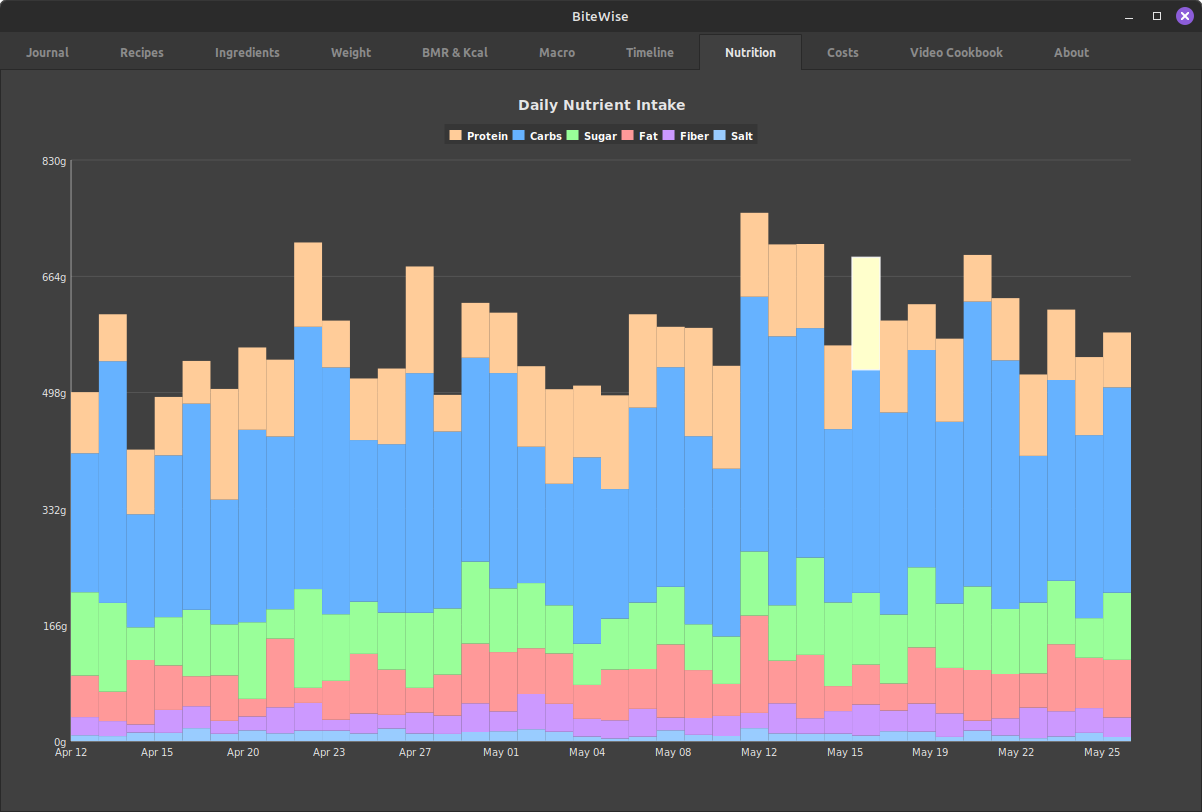 BiteWise
Journal Recipes Ingredients Weight BMR & Kcal Macro Timeline Nutrition Costs Video Cookbook About
Daily Nutrient Intake
Protein Carbs Sugar Fat Fiber Salt
830g
664g
498g
332g
166g
0g
Apr 12 Apr 15 Apr 20 Apr 23 Apr 27 May 01 May 04 May 08 May 12 May 15 May 19 May 22 May 25